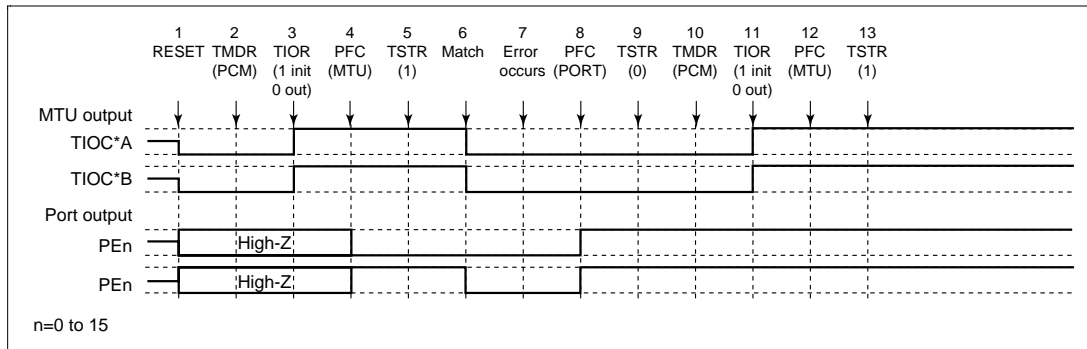 1 2 3 4 5 6 7 8 9 10 11 12 13
RESET TMDR TIOR PFC TSTR Match Error PFC TSTR TMDR TIOR PFC TSTR
(PCM) (1 init (MTU) (1) occurs (PORT) (0) (PCM) (1 init (MTU) (1)
0 out) 0 out)
MTU output
TIOC*A
TIOC*B
Port output
PEn High-Z
PEn High-Z
n=0 to 15